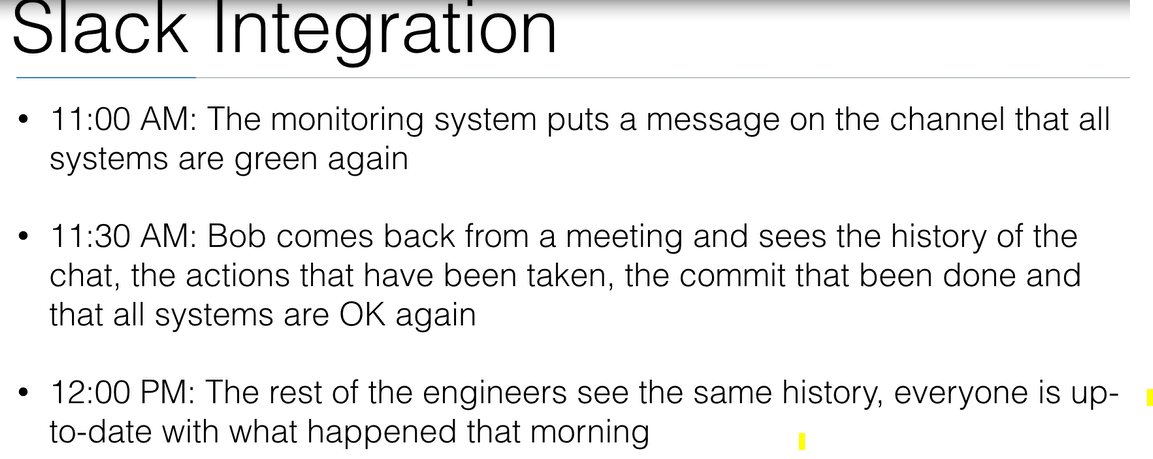 Slack Integration
• 11:00 AM: The monitoring system puts a message on the channel that all
systems are green again
• 11:30 AM: Bob comes back from a meeting and sees the history of the
chat, the actions that have been taken, the commit that been done and
that all systems are OK again
• 12:00 PM: The rest of the engineers see the same history, everyone is up-
to-date with what happened that morning